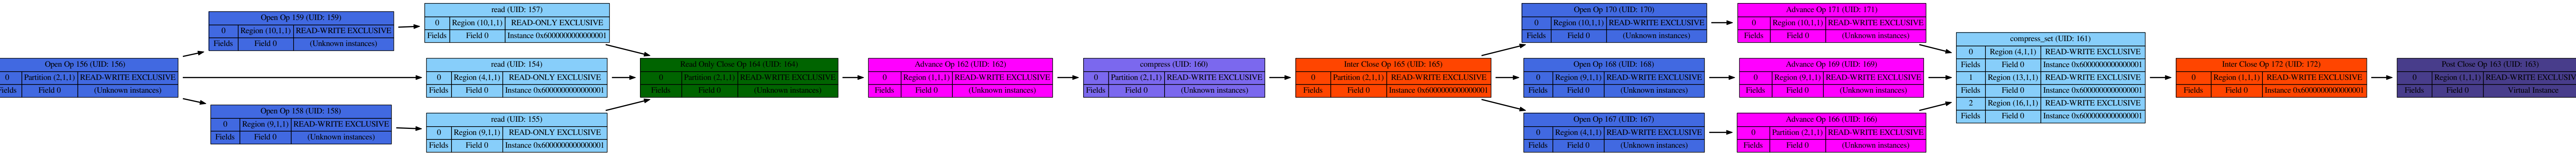 Open Op 156 (UID: 156)
0 Partition (2,1,1) READ-WRITE EXCLUSIVE
Fields Field 0 (Unknown instances)
Open Op 159 (UID: 159)
0 Region (10,1,1) READ-WRITE EXCLUSIVE
Fields Field 0 (Unknown instances)
Open Op 158 (UID: 158)
0 Region (9,1,1) READ-WRITE EXCLUSIVE
Fields Field 0 (Unknown instances)
read (UID: 157)
0 Region (10,1,1) READ-ONLY EXCLUSIVE
Fields Field 0 Instance 0x6000000000000001
read (UID: 154)
0 Region (4,1,1) READ-ONLY EXCLUSIVE
Fields Field 0 Instance 0x6000000000000001
read (UID: 155)
0 Region (9,1,1) READ-ONLY EXCLUSIVE
Fields Field 0 Instance 0x6000000000000001
Read Only Close Op 164 (UID: 164)
0 Partition (2,1,1) READ-WRITE EXCLUSIVE
Fields Field 0 (Unknown instances)
Advance Op 162 (UID: 162)
0 Region (1,1,1) READ-WRITE EXCLUSIVE
Fields Field 0 (Unknown instances)
compress (UID: 160)
0 Partition (2,1,1) READ-WRITE EXCLUSIVE
Fields Field 0 (Unknown instances)
Inter Close Op 165 (UID: 165)
0 Partition (2,1,1) READ-WRITE EXCLUSIVE
Fields Field 0 Instance 0x6000000000000001
Open Op 170 (UID: 170)
0 Region (10,1,1) READ-WRITE EXCLUSIVE
Fields Field 0 (Unknown instances)
Open Op 168 (UID: 168)
0 Region (9,1,1) READ-WRITE EXCLUSIVE
Fields Field 0 (Unknown instances)
Open Op 167 (UID: 167)
0 Region (4,1,1) READ-WRITE EXCLUSIVE
Fields Field 0 (Unknown instances)
Advance Op 171 (UID: 171)
0 Region (10,1,1) READ-WRITE EXCLUSIVE
Fields Field 0 (Unknown instances)
Advance Op 169 (UID: 169)
0 Region (9,1,1) READ-WRITE EXCLUSIVE
Fields Field 0 (Unknown instances)
Advance Op 166 (UID: 166)
0 Partition (2,1,1) READ-WRITE EXCLUSIVE
Fields Field 0 (Unknown instances)
compress_set (UID: 161)
0 Region (4,1,1) READ-WRITE EXCLUSIVE
Fields Field 0 Instance 0x6000000000000001
1 Region (13,1,1) READ-WRITE EXCLUSIVE
Fields Field 0 Instance 0x6000000000000001
2 Region (16,1,1) READ-WRITE EXCLUSIVE
Fields Field 0 Instance 0x6000000000000001
Inter Close Op 172 (UID: 172)
0 Region (1,1,1) READ-WRITE EXCLUSIVE
Fields Field 0 Instance 0x6000000000000001
Post Close Op 163 (UID: 163)
0 Region (1,1,1) READ-WRITE EXCLUSIVE
Fields Field 0 Virtual Instance